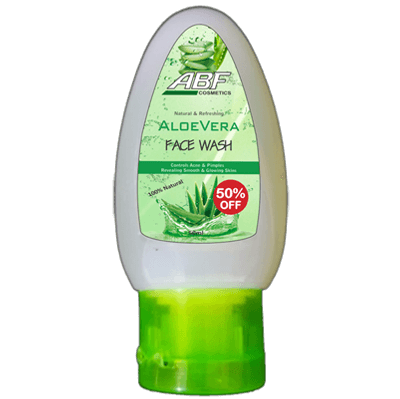 ABF
COSMETICS
Natural & Refreshing
ALOEVERA
FACE WASH
Controls Acne & Pimples
Revealing Smooth & Glowing Skins
100% Natural
50%
OFF